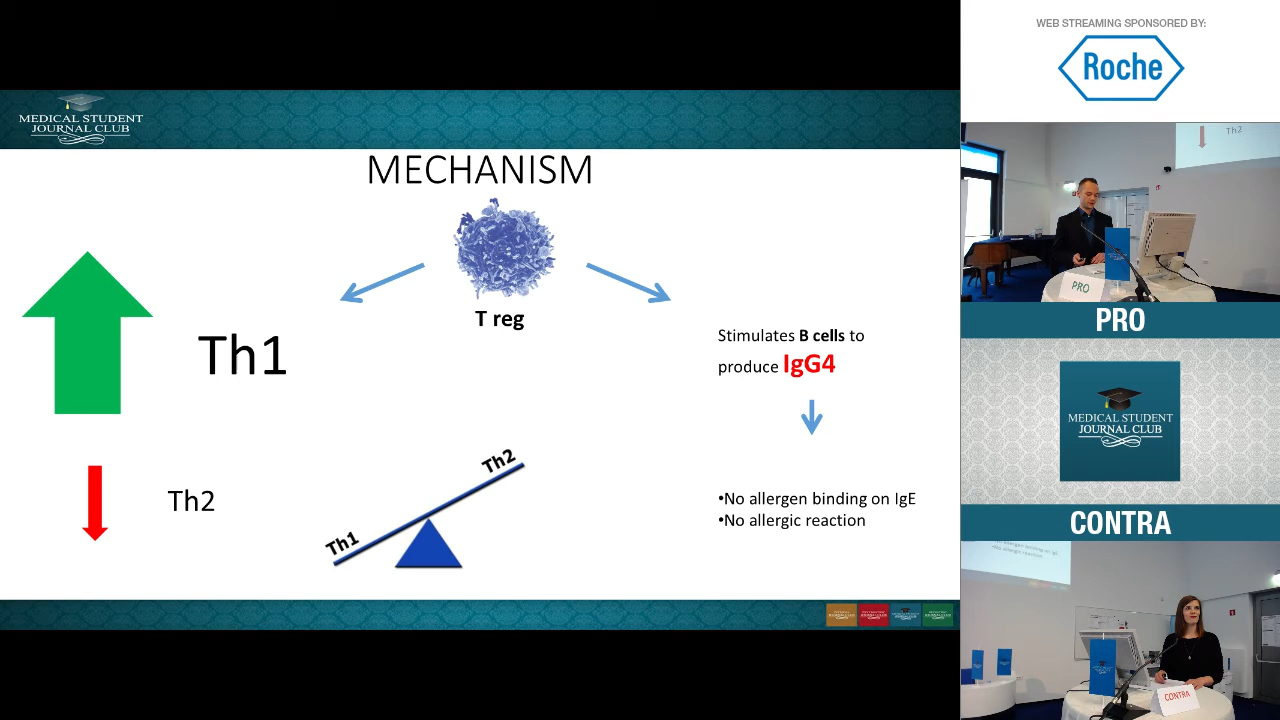 MEDICAL STUDENT
JOURNAL CLUB
MECHANISM
T reg
Th1
Th2
Th1
Th2
Stimulates B cells to
produce IgG4
•No allergen binding on IgE
•No allergic reaction
WEB STREAMING SPONSORED BY:
Roche
Th2
PRO
PRO
MEDICAL STUDENT
JOURNAL CLUB
CONTRA
CONTRA